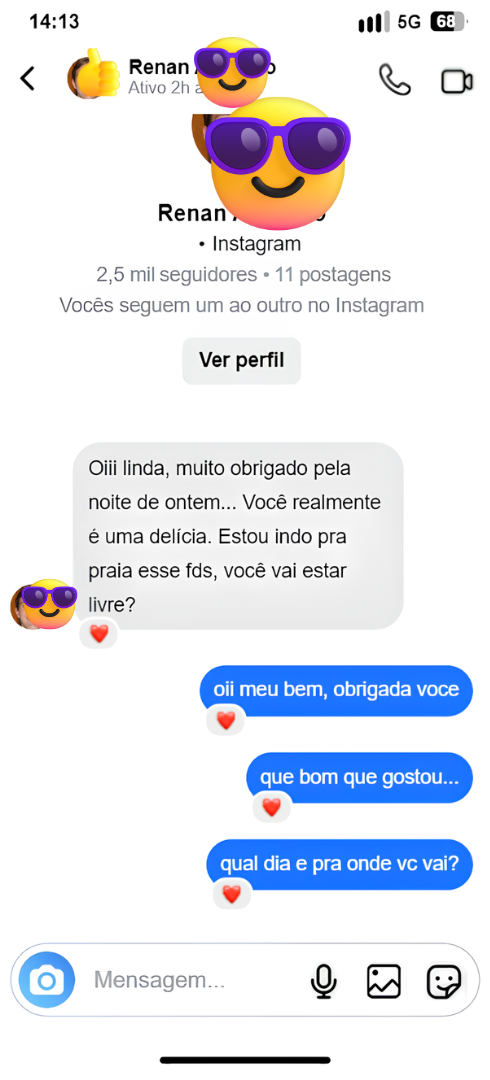 14:13
5G
68
Renan
Ativo 2h
Renan
• Instagram
2,5 mil seguidores • 11 postagens
Vocês seguem um ao outro no Instagram
Ver perfil
Oiii linda, muito obrigado pela
noite de ontem... Você realmente
é uma delícia. Estou indo pra
praia esse fds, você vai estar
livre?
oii meu bem, obrigada voce
que bom que gostou...
qual dia e pra onde vc vai?
Mensagem...